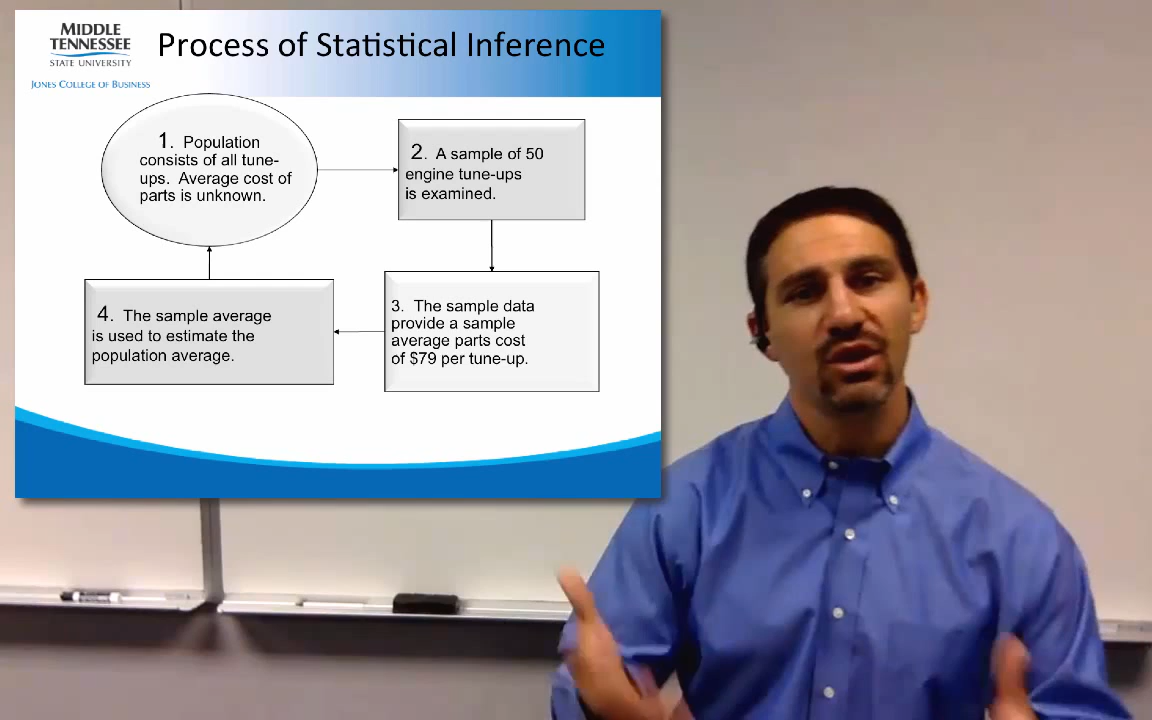 MIDDLE
TENNESSEE
STATE UNIVERSITY
JONES COLLEGE OF BUSINESS
Process of Statistical Inference
1. Population
consists of all tune-
ups. Average cost of
parts is unknown.
2. A sample of 50
engine tune-ups
is examined.
3. The sample data
provide a sample
average parts cost
of $79 per tune-up.
4. The sample average
is used to estimate the
population average.